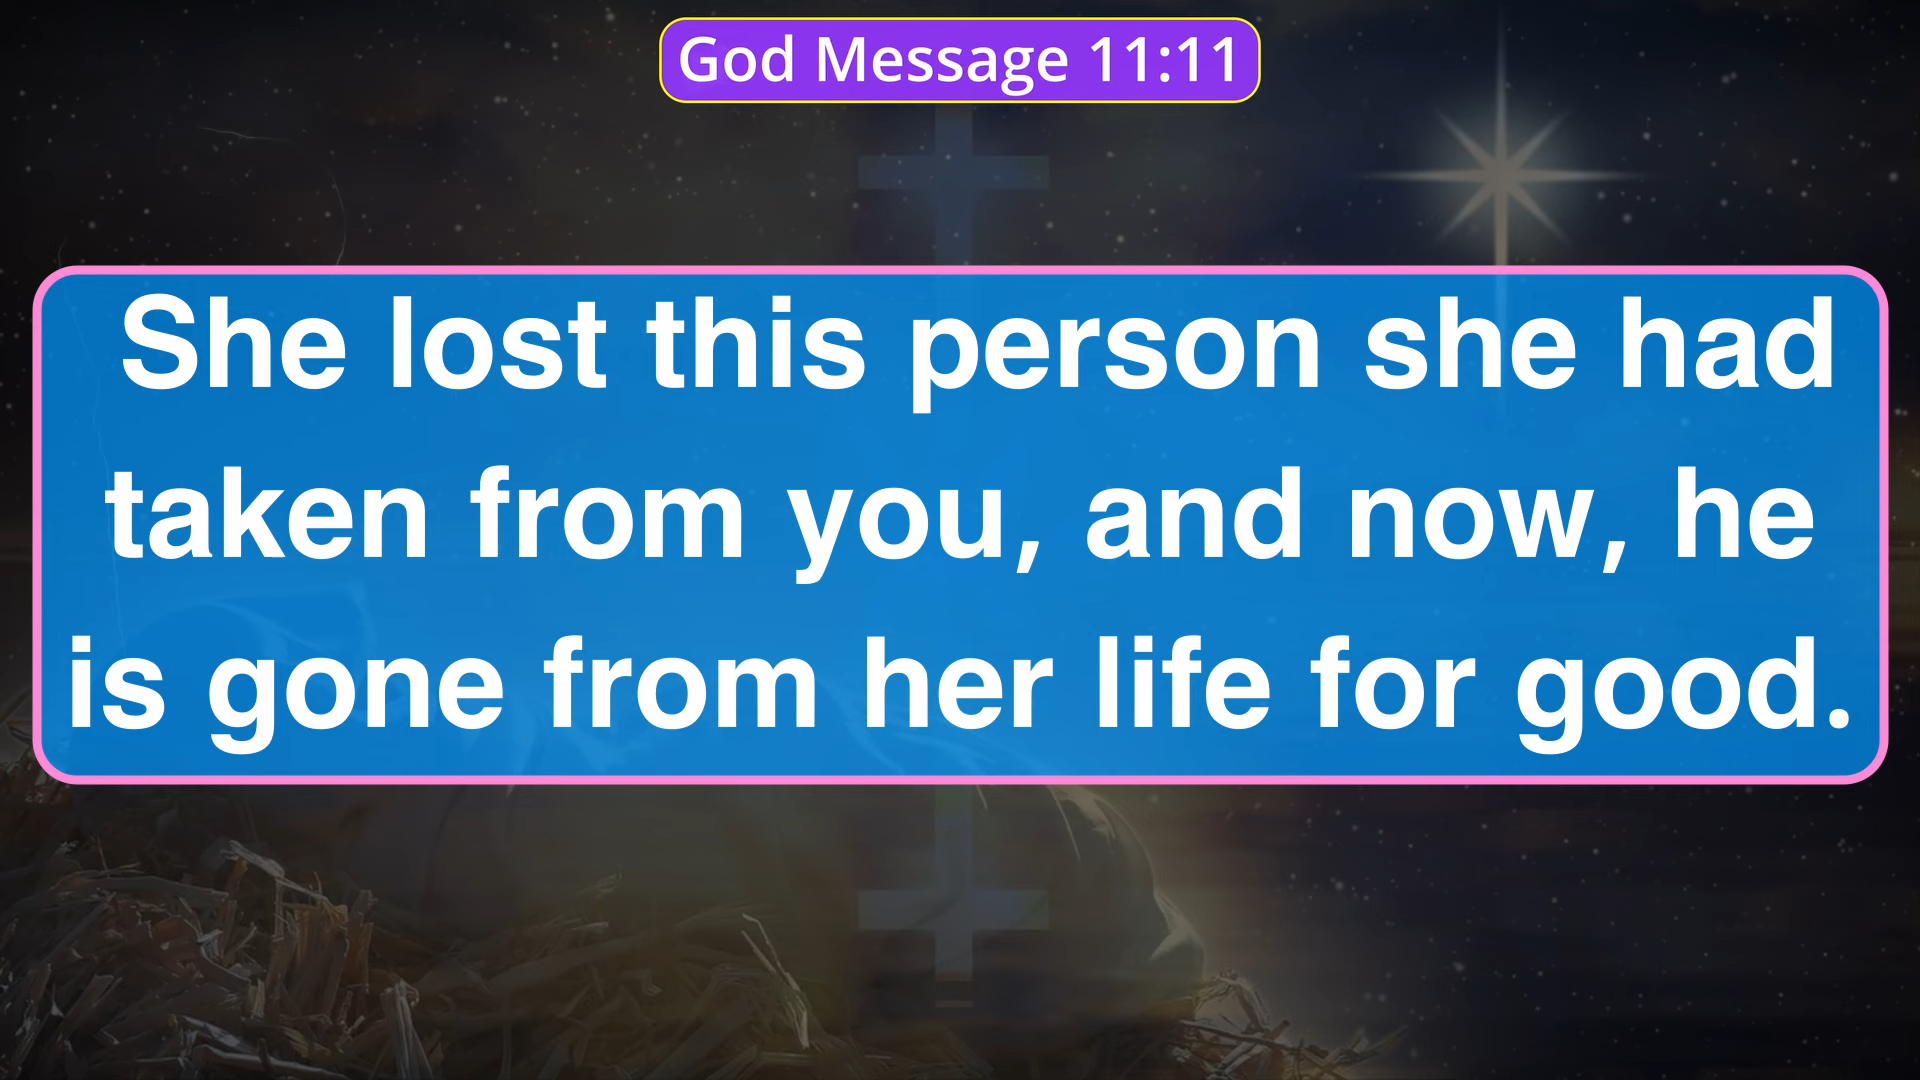 God Message 11:11
She lost this person she had
taken from you, and now, he
is gone from her life for good.